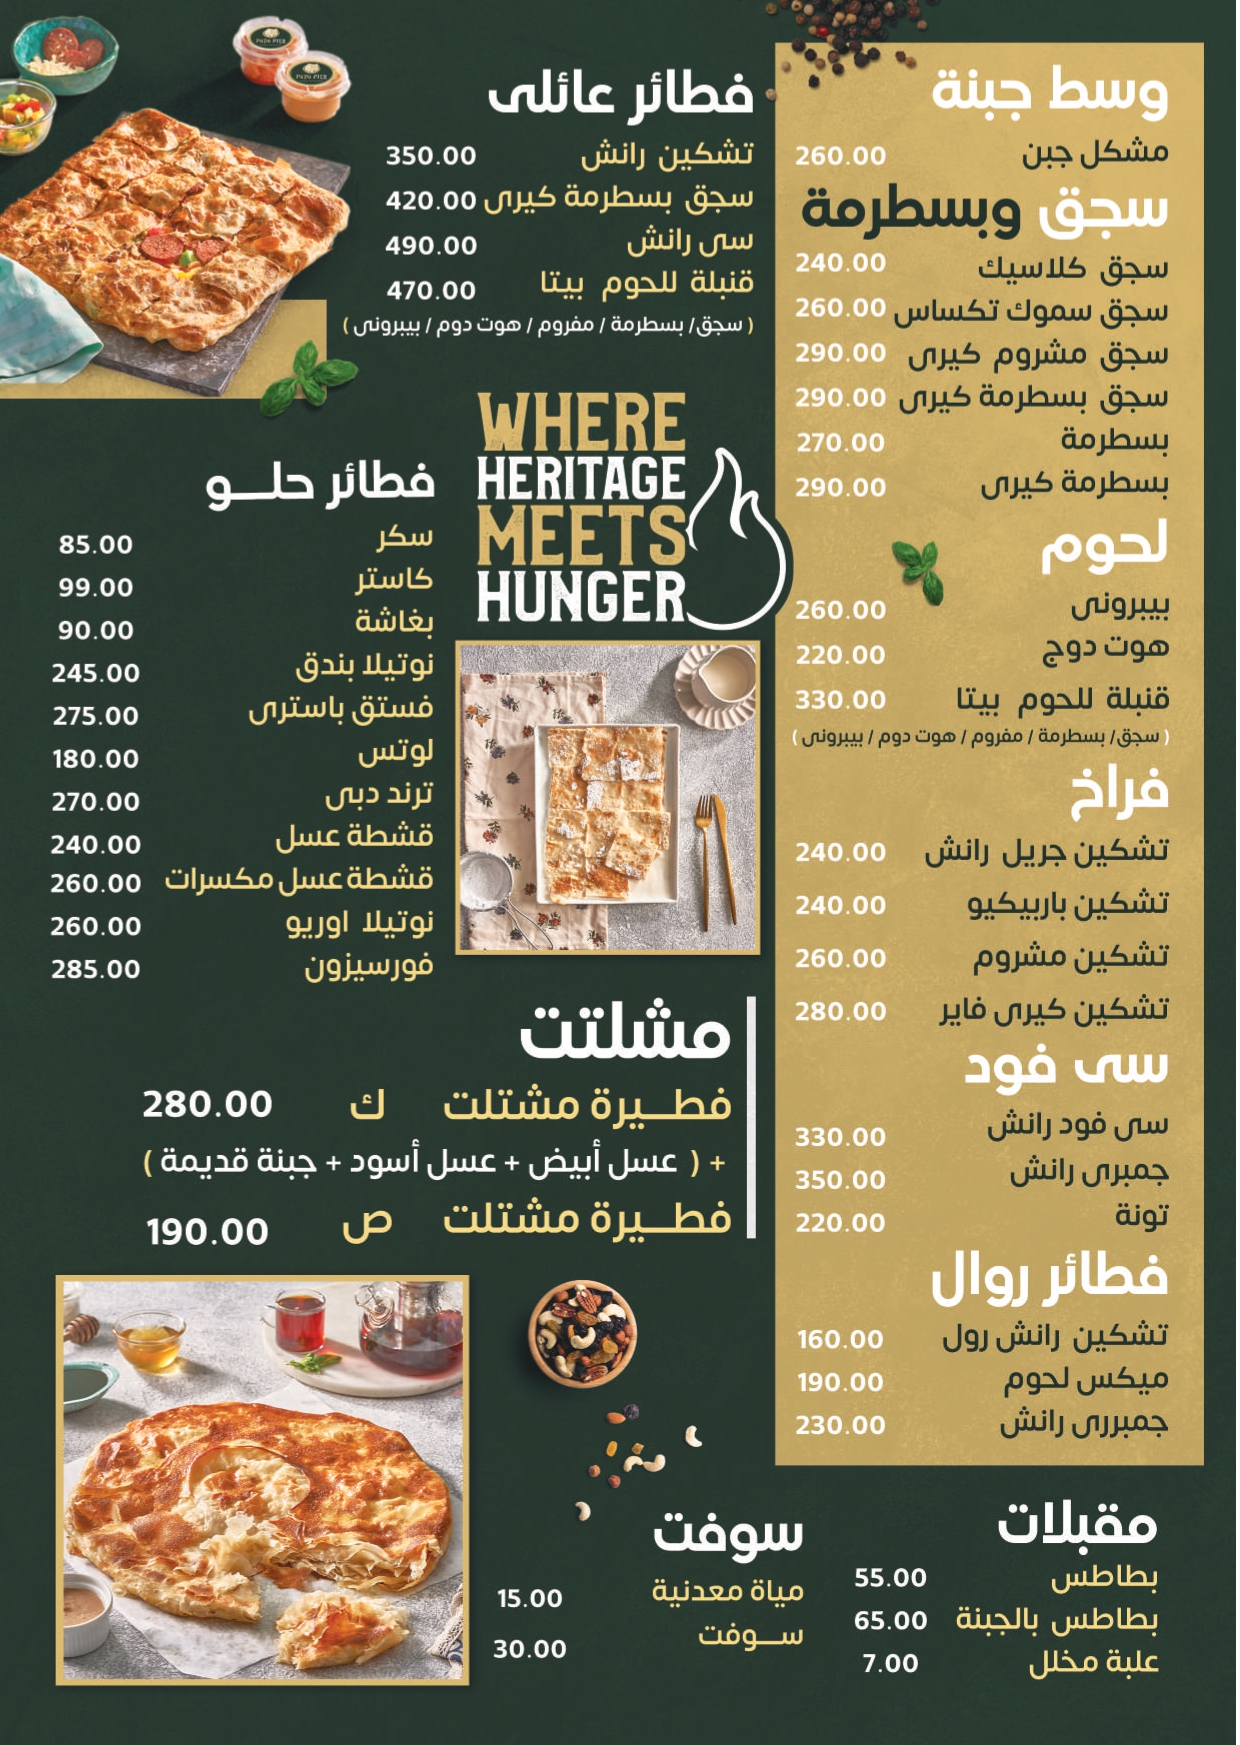 وسط جبنة
مشكل جبن 260.00
سجق وبسطرمة
سجق كلاسيك 240.00
سجق سموك تكساس 260.00
سجق مشروم كيرى 290.00
سجق بسطرمة كيرى 290.00
بسطرمة 270.00
بسطرمة كيرى 290.00
لحوم
بيبرونى 260.00
هوت دوج 220.00
قنبلة للحوم بيتا 330.00
( سجق/ بسطرمة / مفروم / هوت دوم / بيبرونى )
فراخ
تشكين جريل رانش 240.00
تشكين باربيكيو 240.00
تشكين مشروم 260.00
تشكين كيرى فاير 280.00
سى فود
سى فود رانش 330.00
جمبرى رانش 350.00
تونة 220.00
فطائر روال
تشكين رانش رول 160.00
ميكس لحوم 190.00
جمبررى رانش 230.00
فطائر عائلى
تشكين رانش 350.00
سجق بسطرمة كيرى 420.00
سى رانش 490.00
قنبلة للحوم بيتا 470.00
( سجق/ بسطرمة / مفروم / هوت دوم / بيبرونى )
WHERE
HERITAGE
MEETS
HUNGER
فطائر حلـــو
سكر 85.00
كاستر 99.00
بغاشة 90.00
نوتيلا بندق 245.00
فستق باسترى 275.00
لوتس 180.00
ترند دبى 270.00
قشطة عسل 240.00
قشطة عسل مكسرات 260.00
نوتيلا اوريو 260.00
فورسيزون 285.00
مشلتت
فطـــيرة مشتلت ك 280.00
+ ( عسل أبيض + عسل أسود + جبنة قديمة )
فطـــيرة مشتلت ص 190.00
مقبلات
بطاطس 55.00
بطاطس بالجبنة 65.00
علبة مخلل 7.00
سوفت
مياة معدنية 15.00
ســـوفت 30.00